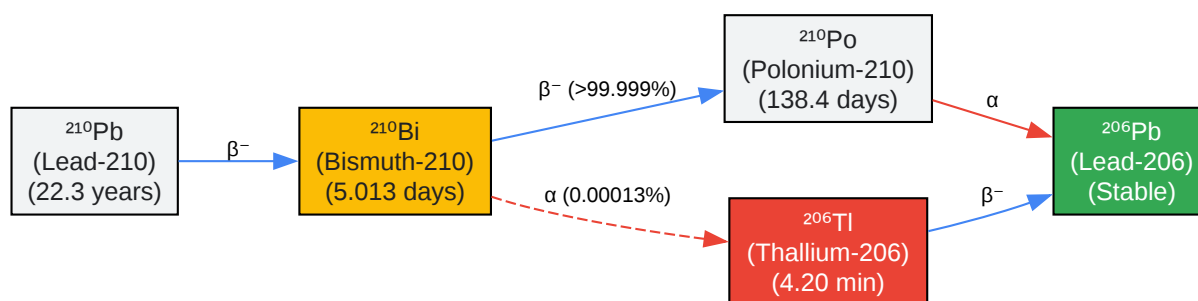 ²¹⁰Pb
(Lead-210)
(22.3 years)
β⁻
²¹⁰Bi
(Bismuth-210)
(5.013 days)
β⁻ (>99.999%)
α (0.00013%)
²¹⁰Po
(Polonium-210)
(138.4 days)
²⁰⁶Tl
(Thallium-206)
(4.20 min)
α
β⁻
²⁰⁶Pb
(Lead-206)
(Stable)